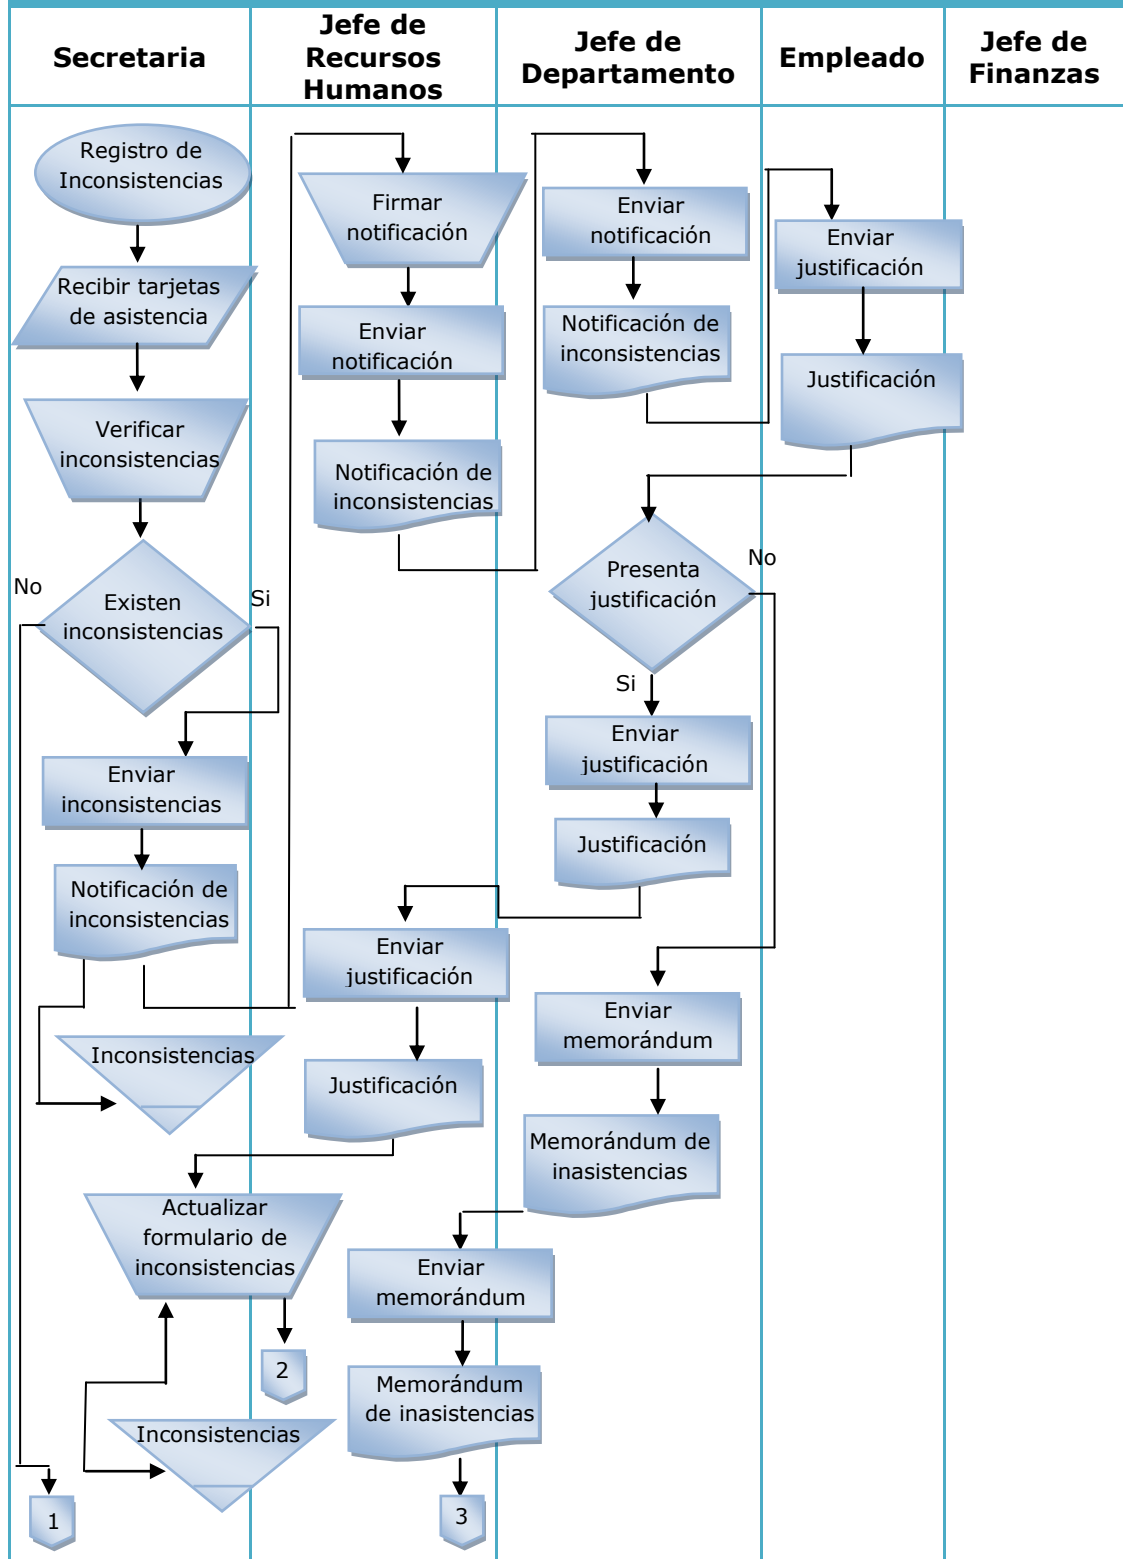 Secretaria
Jefe de
Recursos
Humanos
Jefe de
Departamento
Empleado
Jefe de
Finanzas
Registro de
Inconsistencias
Recibir tarjetas
de asistencia
Verificar
inconsistencias
Existen
inconsistencias
No
Si
Enviar
inconsistencias
Notificación de
inconsistencias
Inconsistencias
Actualizar
formulario de
inconsistencias
2
Inconsistencias
1
Firmar
notificación
Enviar
notificación
Notificación de
inconsistencias
Enviar
justificación
Justificación
Enviar
memorándum
Memorándum
de inasistencias
3
Enviar
notificación
Notificación de
inconsistencias
Presenta
justificación
No
Si
Enviar
justificación
Justificación
Enviar
memorándum
Memorándum de
inasistencias
Enviar
justificación
Justificación